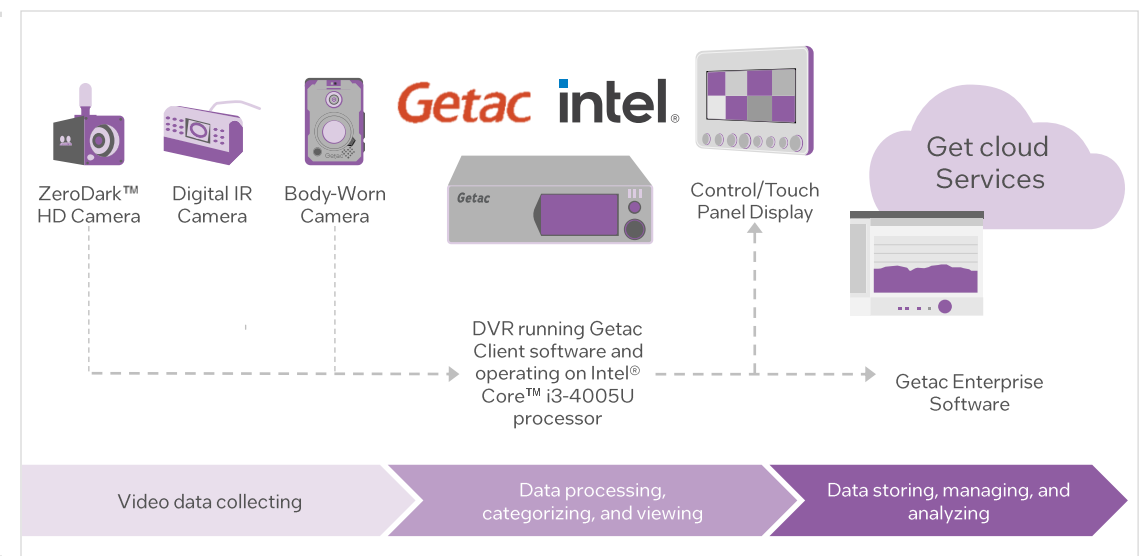 Getac
intel®
ZeroDark™
HD Camera
Digital IR
Camera
Body-Worn
Camera
Getac
Getac
Control/Touch
Panel Display
Get cloud
Services
DVR running Getac
Client software and
operating on Intel®
Core™ i3-4005U
processor
Getac Enterprise
Software
Video data collecting
Data processing,
categorizing, and viewing
Data storing, managing, and
analyzing